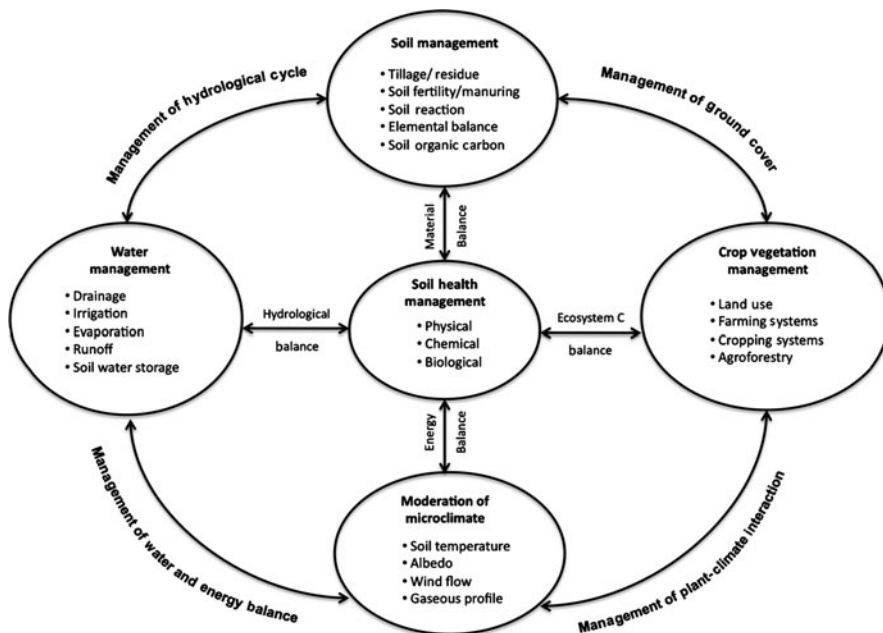 Soil management
• Tillage/ residue
• Soil fertility/manuring
• Soil reaction
• Elemental balance
• Soil organic carbon
Management of hydrological cycle
Management of ground cover
Material
Balance
Water
management
• Drainage
• Irrigation
• Evaporation
• Runoff
• Soil water storage
Hydrological
balance
Soil health
management
• Physical
• Chemical
• Biological
Ecosystem C
balance
Crop vegetation
management
• Land use
• Farming systems
• Cropping systems
• Agroforestry
Energy
Balance
Moderation of
microclimate
• Soil temperature
• Albedo
• Wind flow
• Gaseous profile
Management of water and energy balance
Management of plant-climate interaction